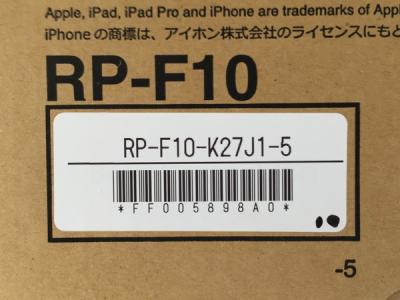 Apple, iPad, iPad Pro and iPhone are trademarks of Appl
iPhone の商標は、アイホン株式会社のライセンスにもと
RP-F10
RP-F10-K27J1-5
*FF005898A0*
-5